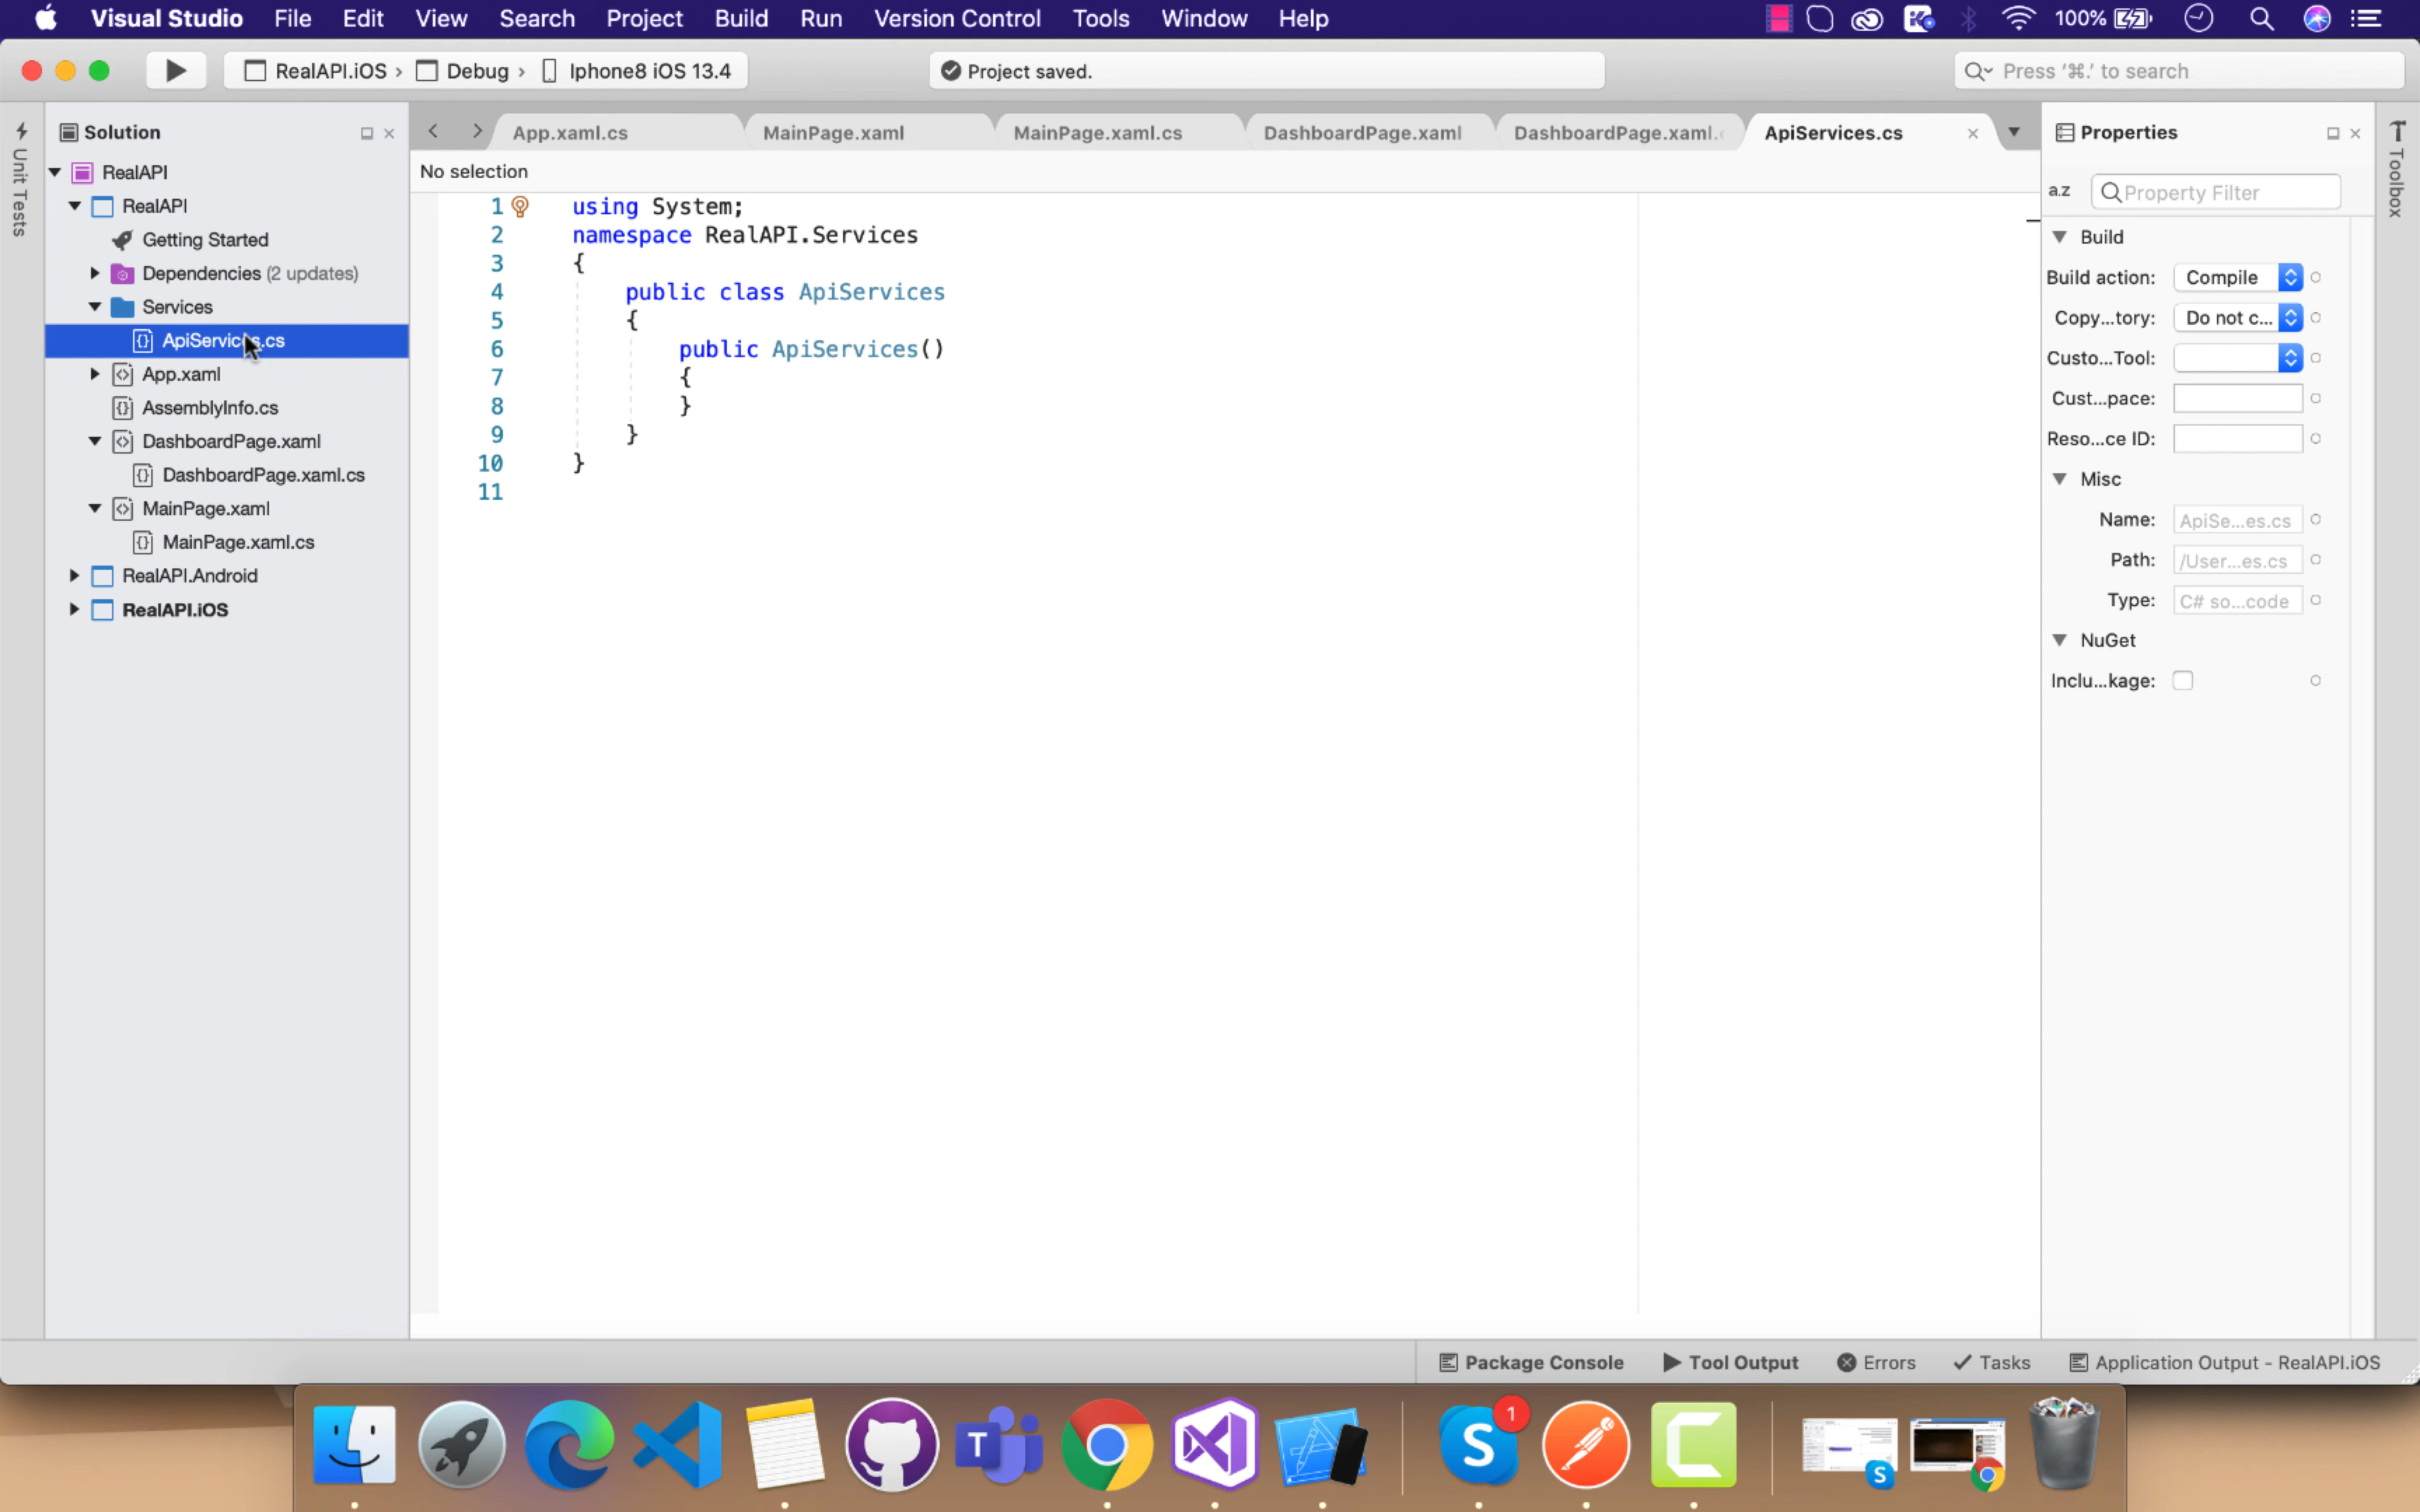 Visual Studio File Edit View Search Project Build Run Version Control Tools Window Help 100%
RealAPI.iOS › Debug › Iphone8 iOS 13.4 Project saved. Press ‘⌘.’ to search
Unit Tests
Solution
RealAPI
RealAPI
Getting Started
Dependencies (2 updates)
Services
ApiServices.cs
App.xaml
AssemblyInfo.cs
DashboardPage.xaml
DashboardPage.xaml.cs
MainPage.xaml
MainPage.xaml.cs
RealAPI.Android
RealAPI.iOS
App.xaml.cs MainPage.xaml MainPage.xaml.cs DashboardPage.xaml DashboardPage.xaml. ApiServices.cs
No selection
1 using System;
2 namespace RealAPI.Services
3 {
4 public class ApiServices
5 {
6 public ApiServices()
7 {
8 }
9 }
10 }
11
Properties
Toolbox
a.z Property Filter
Build
Build action: Compile
Copy...tory: Do not c...
Custo...Tool:
Cust...pace:
Reso...ce ID:
Misc
Name: ApiSe...es.cs
Path: /User...es.cs
Type: C# so...code
NuGet
Inclu...kage:
Package Console Tool Output Errors Tasks Application Output - RealAPI.iOS
T
S 1
C
S